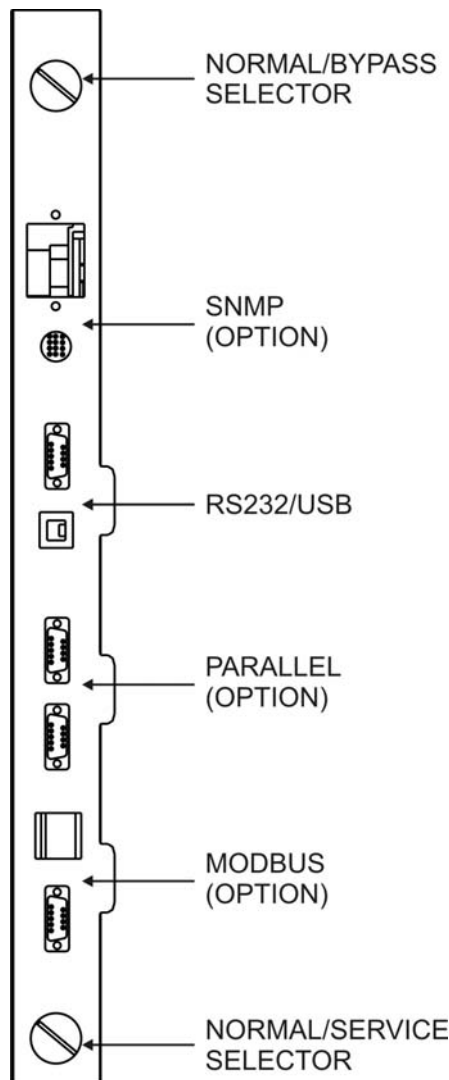 NORMAL/BYPASS
SELECTOR
SNMP
(OPTION)
RS232/USB
PARALLEL
(OPTION)
MODBUS
(OPTION)
NORMAL/SERVICE
SELECTOR